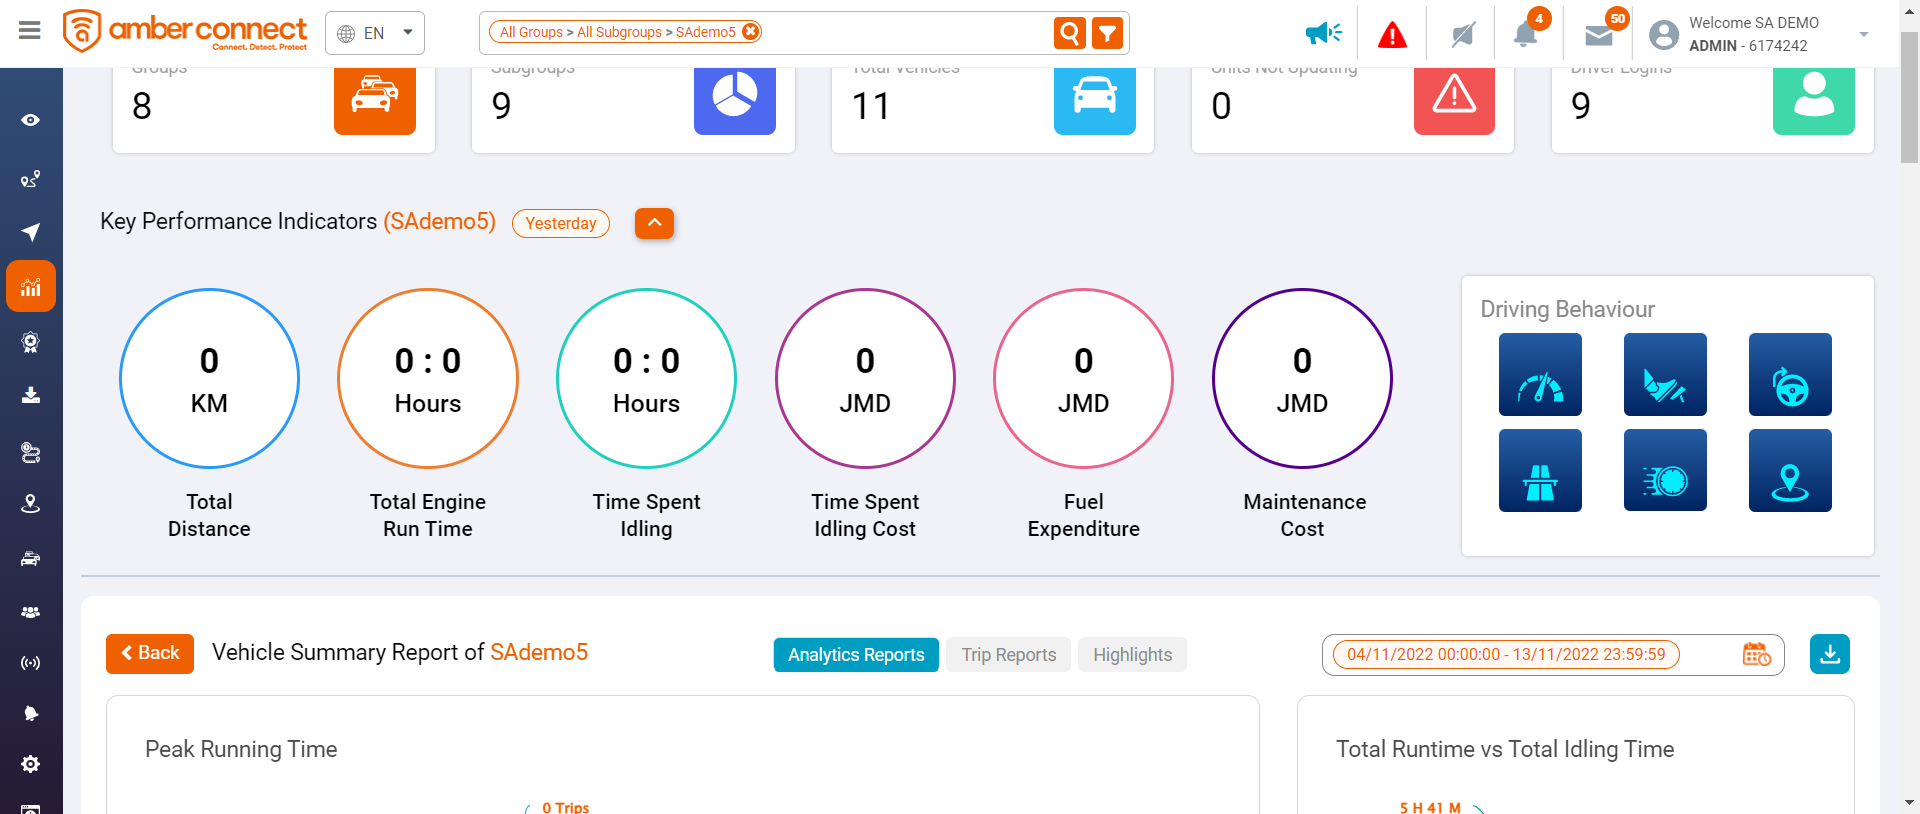 amber connect
Connect. Detect. Protect
EN
All Groups > All Subgroups > SAdemo5
4
50
Welcome SA DEMO
ADMIN - 6174242
Groups
8
Subgroups
9
Total Vehicles
11
Units Not Updating
0
Driver Logins
9
Key Performance Indicators (SAdemo5)
Yesterday
0
KM
Total
Distance
0 : 0
Hours
Total Engine
Run Time
0 : 0
Hours
Time Spent
Idling
0
JMD
Time Spent
Idling Cost
0
JMD
Fuel
Expenditure
0
JMD
Maintenance
Cost
Driving Behaviour
Back
Vehicle Summary Report of SAdemo5
Analytics Reports
Trip Reports
Highlights
04/11/2022 00:00:00 - 13/11/2022 23:59:59
Peak Running Time
0 Trips
Total Runtime vs Total Idling Time
5 H 41 M